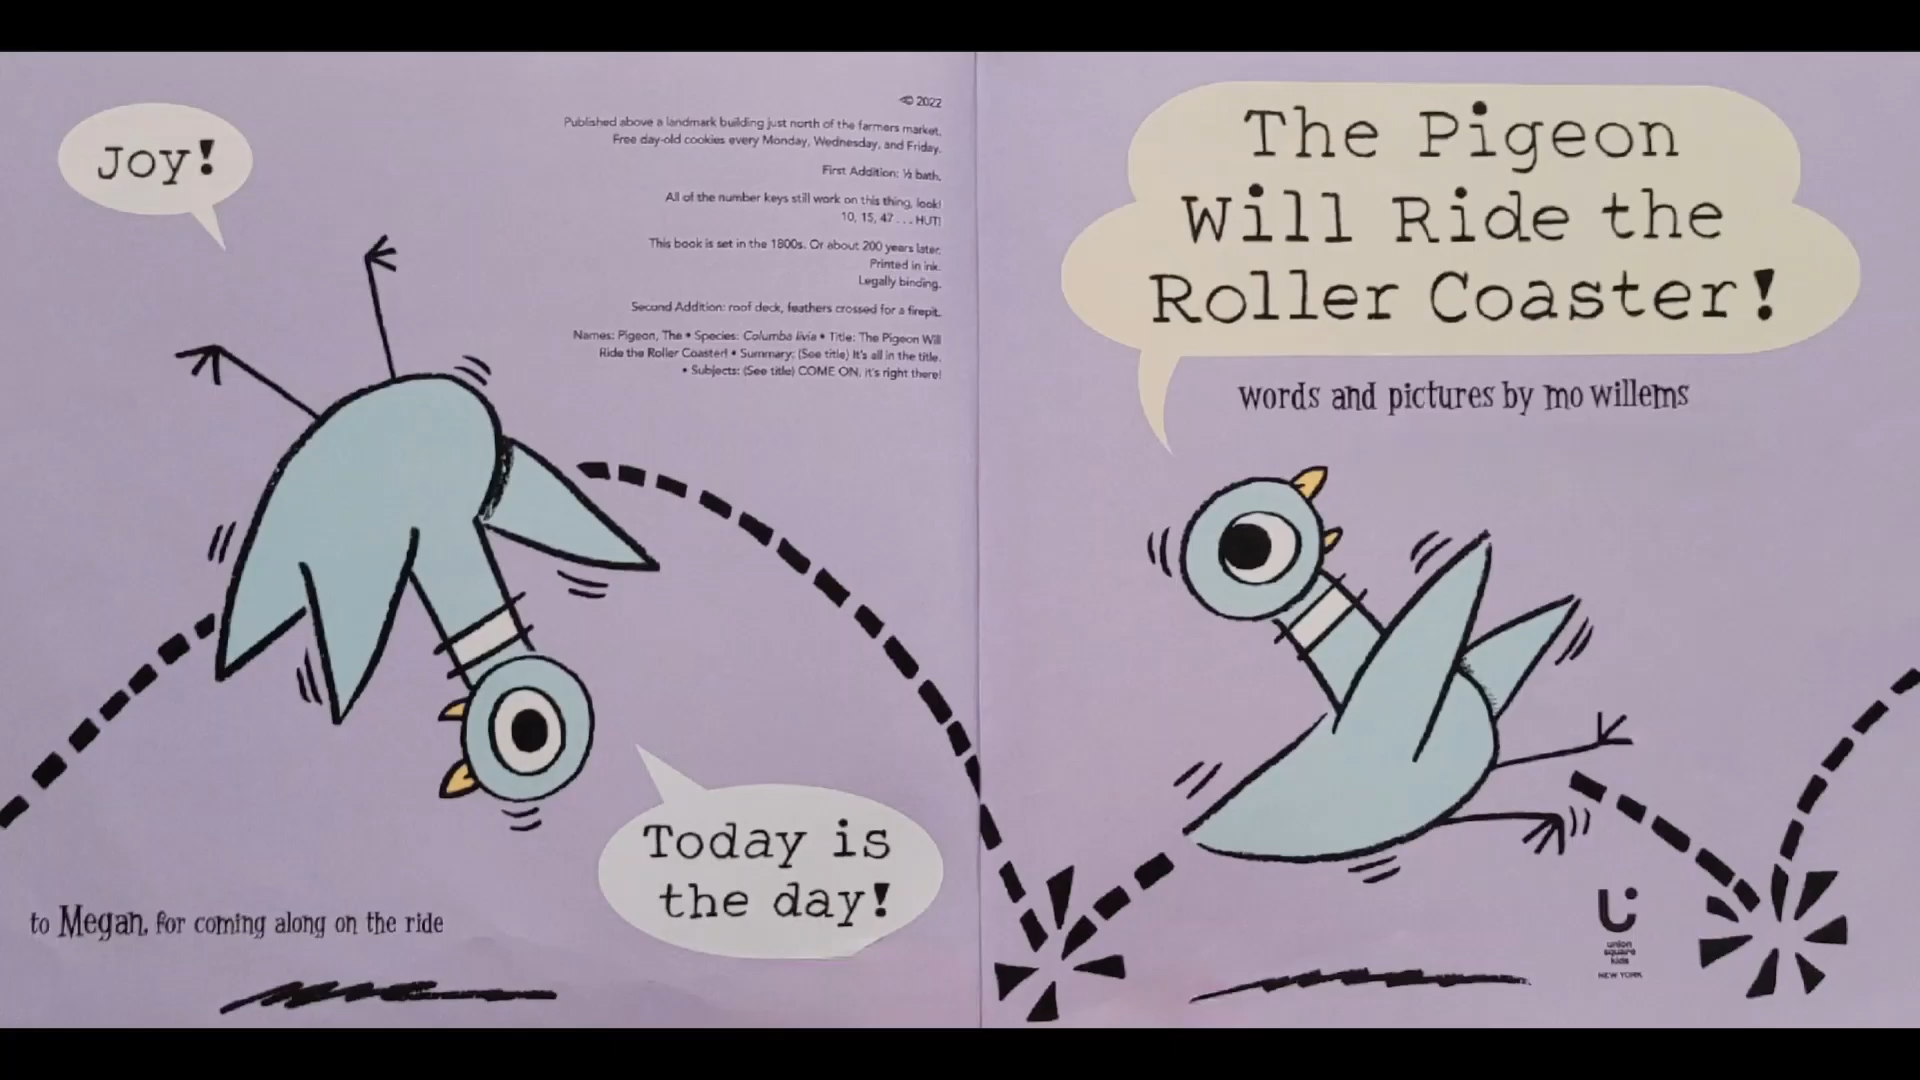 Joy!
© 2022
Published above a landmark building just north of the farmers market.
Free day-old cookies every Monday, Wednesday, and Friday.
First Addition: ½ bath.
All of the number keys still work on this thing, look!
10, 15, 47 . . . HUT!
This book is set in the 1800s. Or about 200 years later.
Printed in ink.
Legally binding.
Second Addition: roof deck, feathers crossed for a firepit.
Names: Pigeon, The • Species: Columba livia • Title: The Pigeon Will
Ride the Roller Coaster! • Summary: (See title) It's all in the title.
• Subjects: (See title) COME ON, it's right there!
Today is
the day!
to Megan, for coming along on the ride
The Pigeon
Will Ride the
Roller Coaster!
words and pictures by mo willems
union
square
kids
NEW YORK